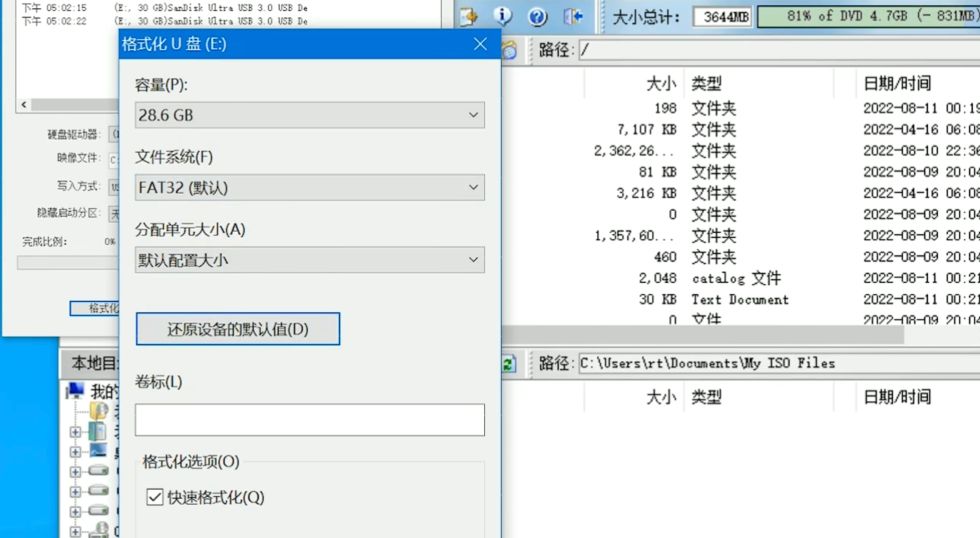 下午 05:02:15 (E:, 30 GB)SanDisk Ultra USB 3.0 USB De
下午 05:02:22 (E:, 30 GB)SanDisk Ultra USB 3.0 USB De
硬盘驱动器:
映像文件: C:
写入方式:
隐藏启动分区: 无
完成比例: 0%
格式化
格式化 U 盘 (E:)
容量(P):
28.6 GB
文件系统(F)
FAT32 (默认)
分配单元大小(A)
默认配置大小
还原设备的默认值(D)
卷标(L)
格式化选项(O)
快速格式化(Q)
大小总计: 3644MB 81% of DVD 4.7GB (- 831MB)
路径: /
大小 类型 日期/时间
198 文件夹 2022-08-11 00:19
7,107 KB 文件夹 2022-04-16 06:08
2,362,26... 文件夹 2022-08-10 22:36
81 KB 文件夹 2022-08-09 20:04
3,216 KB 文件夹 2022-04-16 06:08
0 文件夹 2022-08-09 20:04
1,357,60... 文件夹 2022-08-09 20:04
460 文件夹 2022-08-09 20:04
2,048 catalog 文件 2022-08-11 00:21
30 KB Text Document 2022-08-11 00:21
0 文件 2022-08-09 20:04
本地目
路径: C:\Users\rt\Documents\My ISO Files
大小 类型 日期/时间
我的